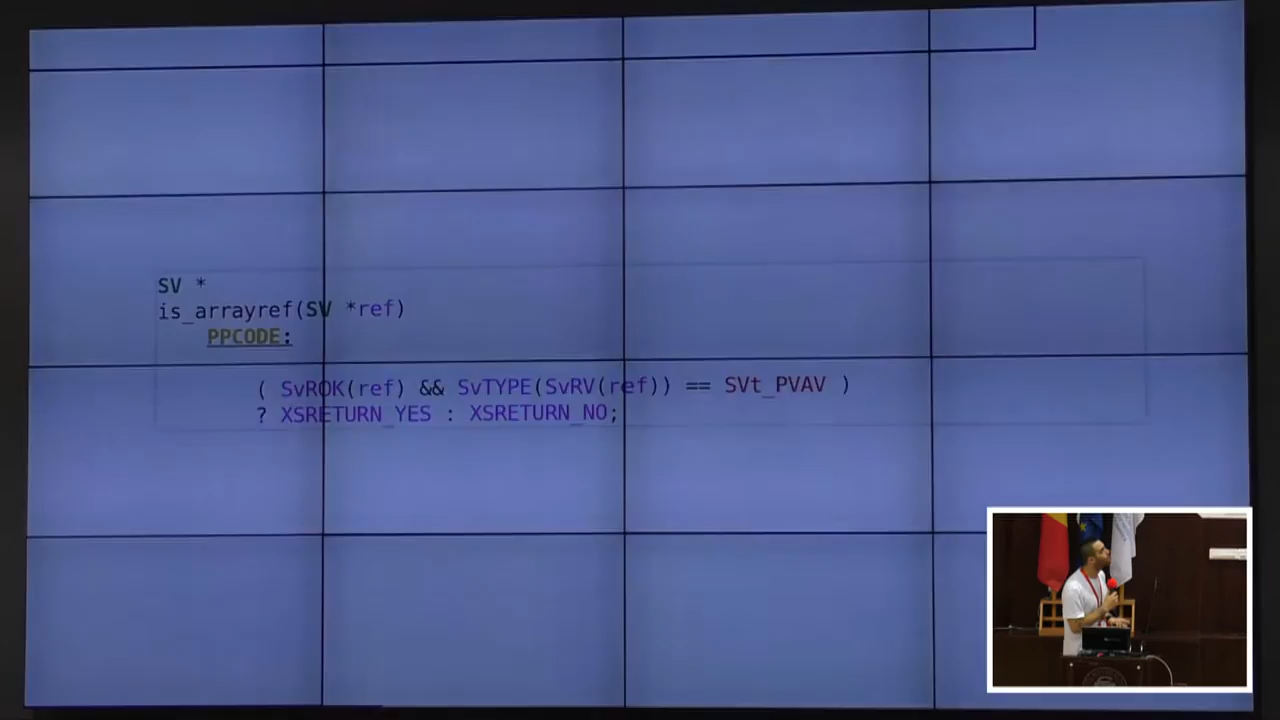 SV *
is_arrayref(SV *ref)
PPCODE:
( SvROK(ref) && SvTYPE(SvRV(ref)) == SVt_PVAV )
? XSRETURN_YES : XSRETURN_NO;